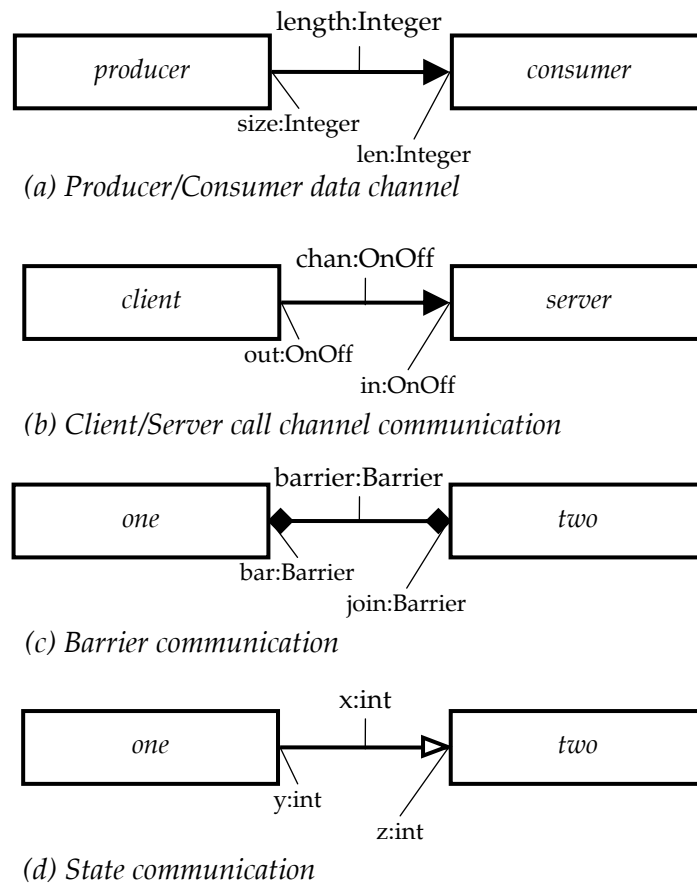 length:Integer
producer
consumer
size:Integer
len:Integer
(a) Producer/Consumer data channel
chan:OnOff
client
server
out:OnOff
in:OnOff
(b) Client/Server call channel communication
barrier:Barrier
one
two
bar:Barrier
join:Barrier
(c) Barrier communication
x:int
one
two
y:int
z:int
(d) State communication